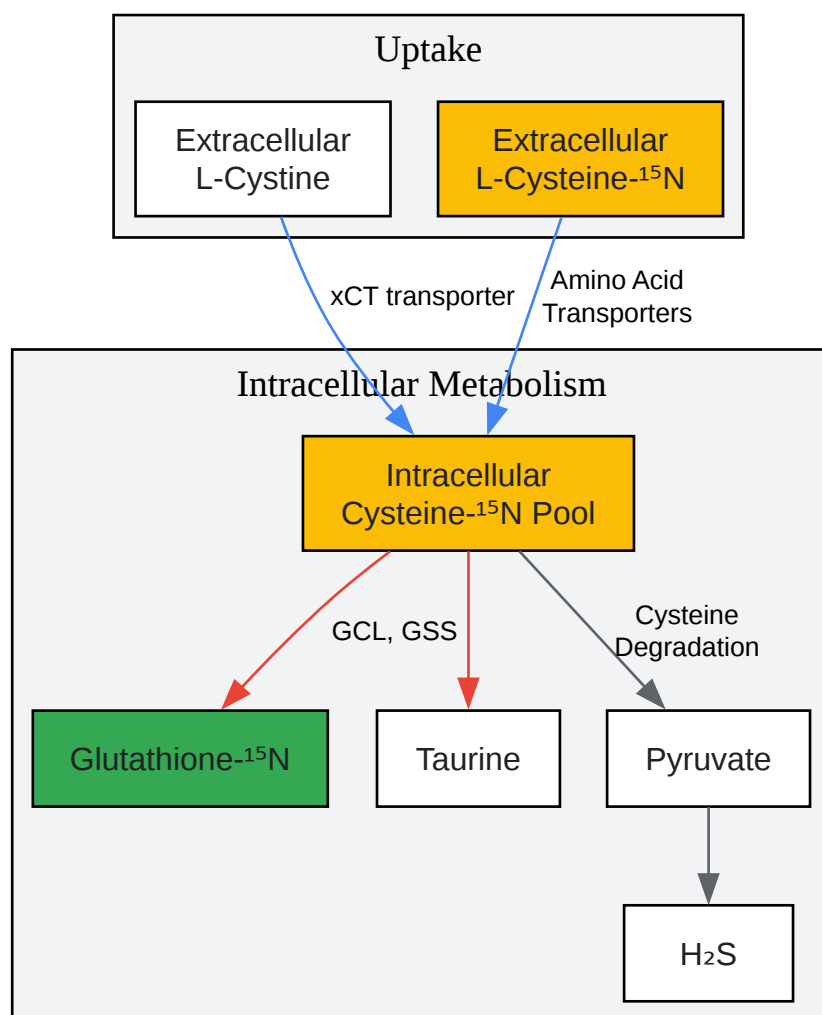 Uptake
Extracellular
L-Cystine
Extracellular
L-Cysteine-¹⁵N
xCT transporter
Amino Acid
Transporters
Intracellular Metabolism
Intracellular
Cysteine-¹⁵N Pool
GCL, GSS
Cysteine
Degradation
Glutathione-¹⁵N
Taurine
Pyruvate
H₂S